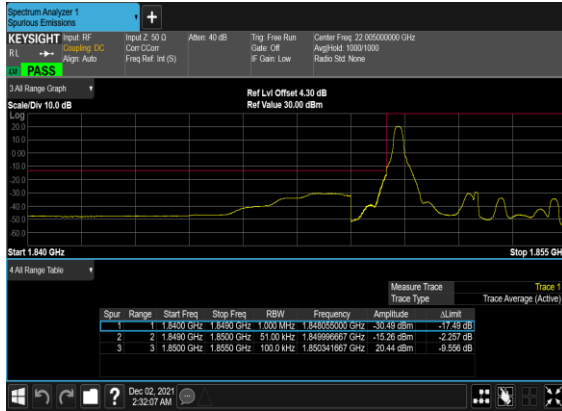 Spectrum Analyzer 1
Spurious Emissions
KEYSIGHT Input: RF Input Z: 50 Ω Atten: 40 dB Trig: Free Run Center Freq: 22.005000000 GHz
RL Coupling: DC Corr CCorr Gate: Off Avg|Hold: 1000/1000
Align: Auto Freq Ref: Int (S) IF Gain: Low Radio Std: None
PASS
3 All Range Graph Ref Lvl Offset 4.30 dB
Scale/Div 10.0 dB Ref Value 30.00 dBm
Log
20.0
10.0
0.00
-10.0
-20.0
-30.0
-40.0
-50.0
-60.0
Start 1.840 GHz Stop 1.855 GH
4 All Range Table
Measure Trace Trace 1
Trace Type Trace Average (Active)
Spur Range Start Freq Stop Freq RBW Frequency Amplitude ΔLimit
1 1 1.8400 GHz 1.8490 GHz 1.000 MHz 1.848055000 GHz -30.49 dBm -17.49 dB
2 2 1.8490 GHz 1.8500 GHz 51.00 kHz 1.849996667 GHz -15.26 dBm -2.257 dB
3 3 1.8500 GHz 1.8550 GHz 100.0 kHz 1.850341667 GHz 20.44 dBm -9.556 dB
? Dec 02, 2021
2:32:07 AM